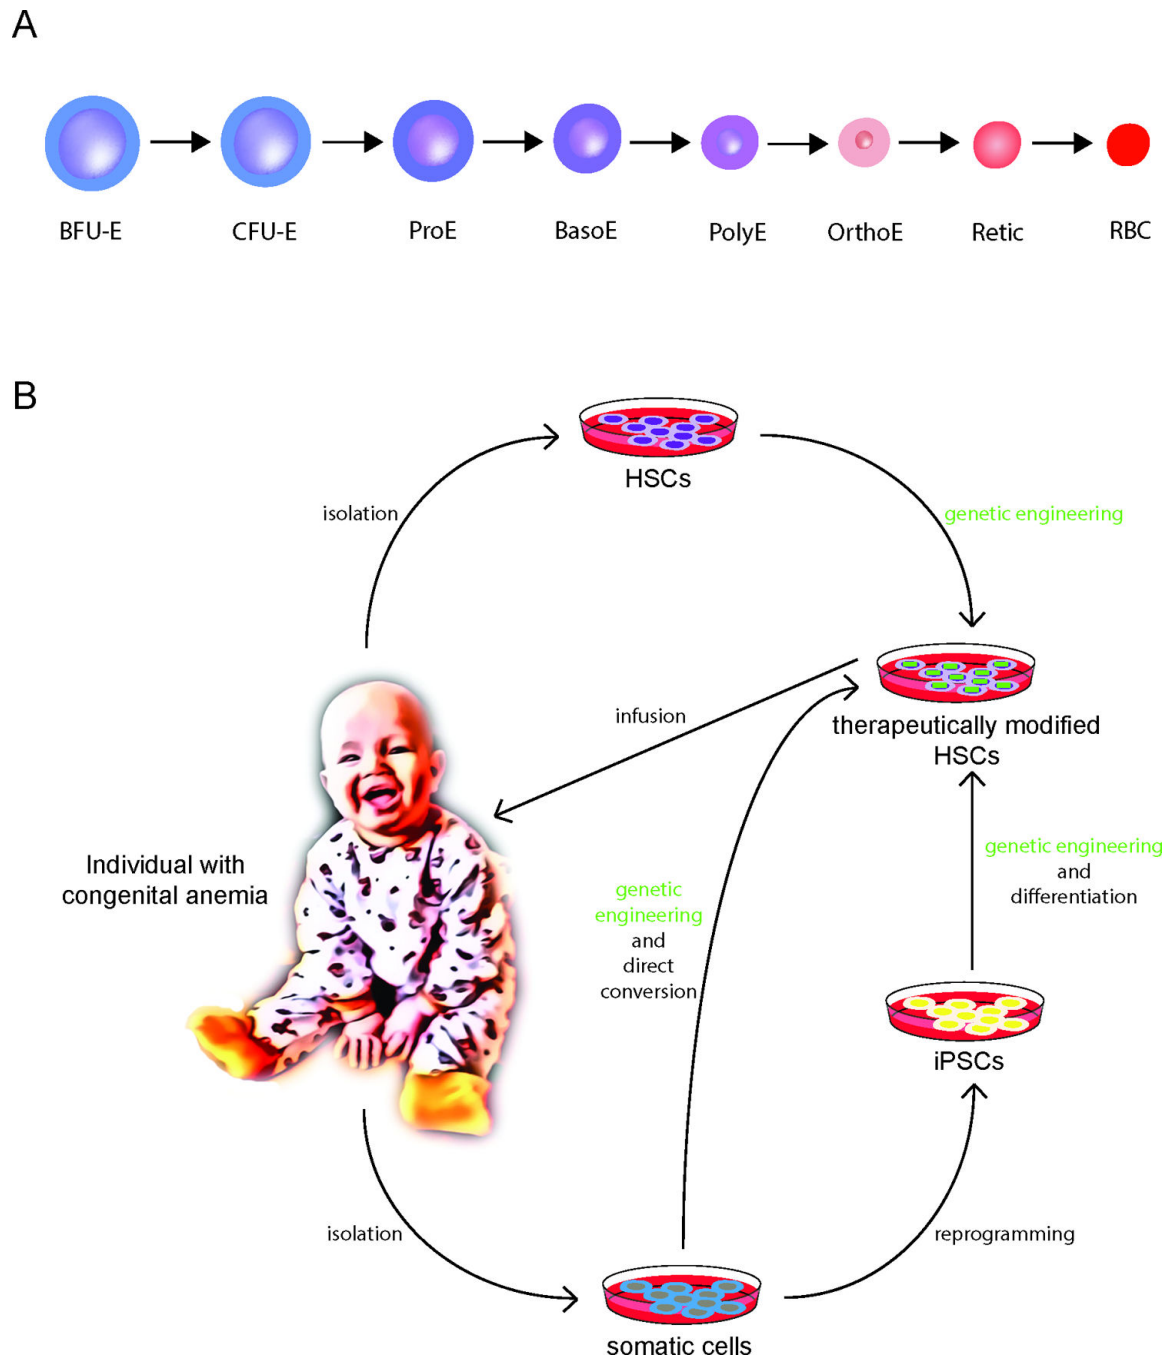 A
BFU-E
CFU-E
ProE
BasoE
PolyE
OrthoE
Retic
RBC
B
HSCs
isolation
genetic engineering
infusion
therapeutically modified
HSCs
Individual with
congenital anemia
genetic
engineering
and
direct
conversion
genetic engineering
and
differentiation
iPSCs
isolation
reprogramming
somatic cells